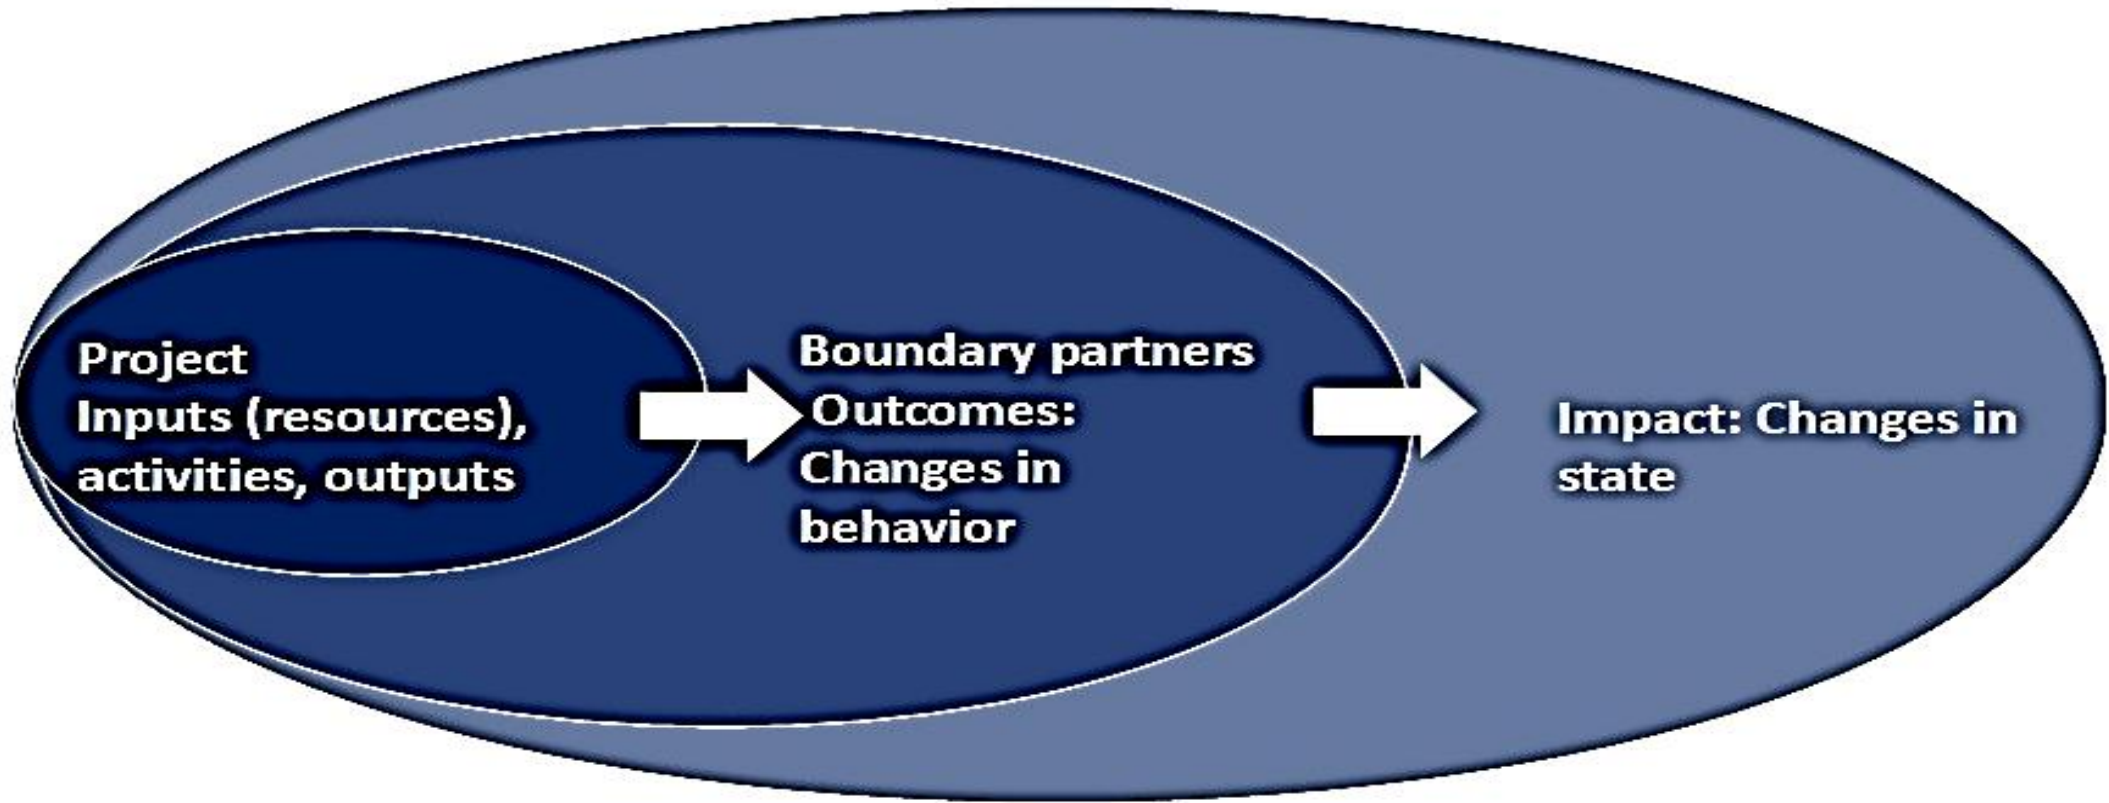 Project
Inputs (resources),
activities, outputs
Boundary partners
Outcomes:
Changes in
behavior
Impact: Changes in
state